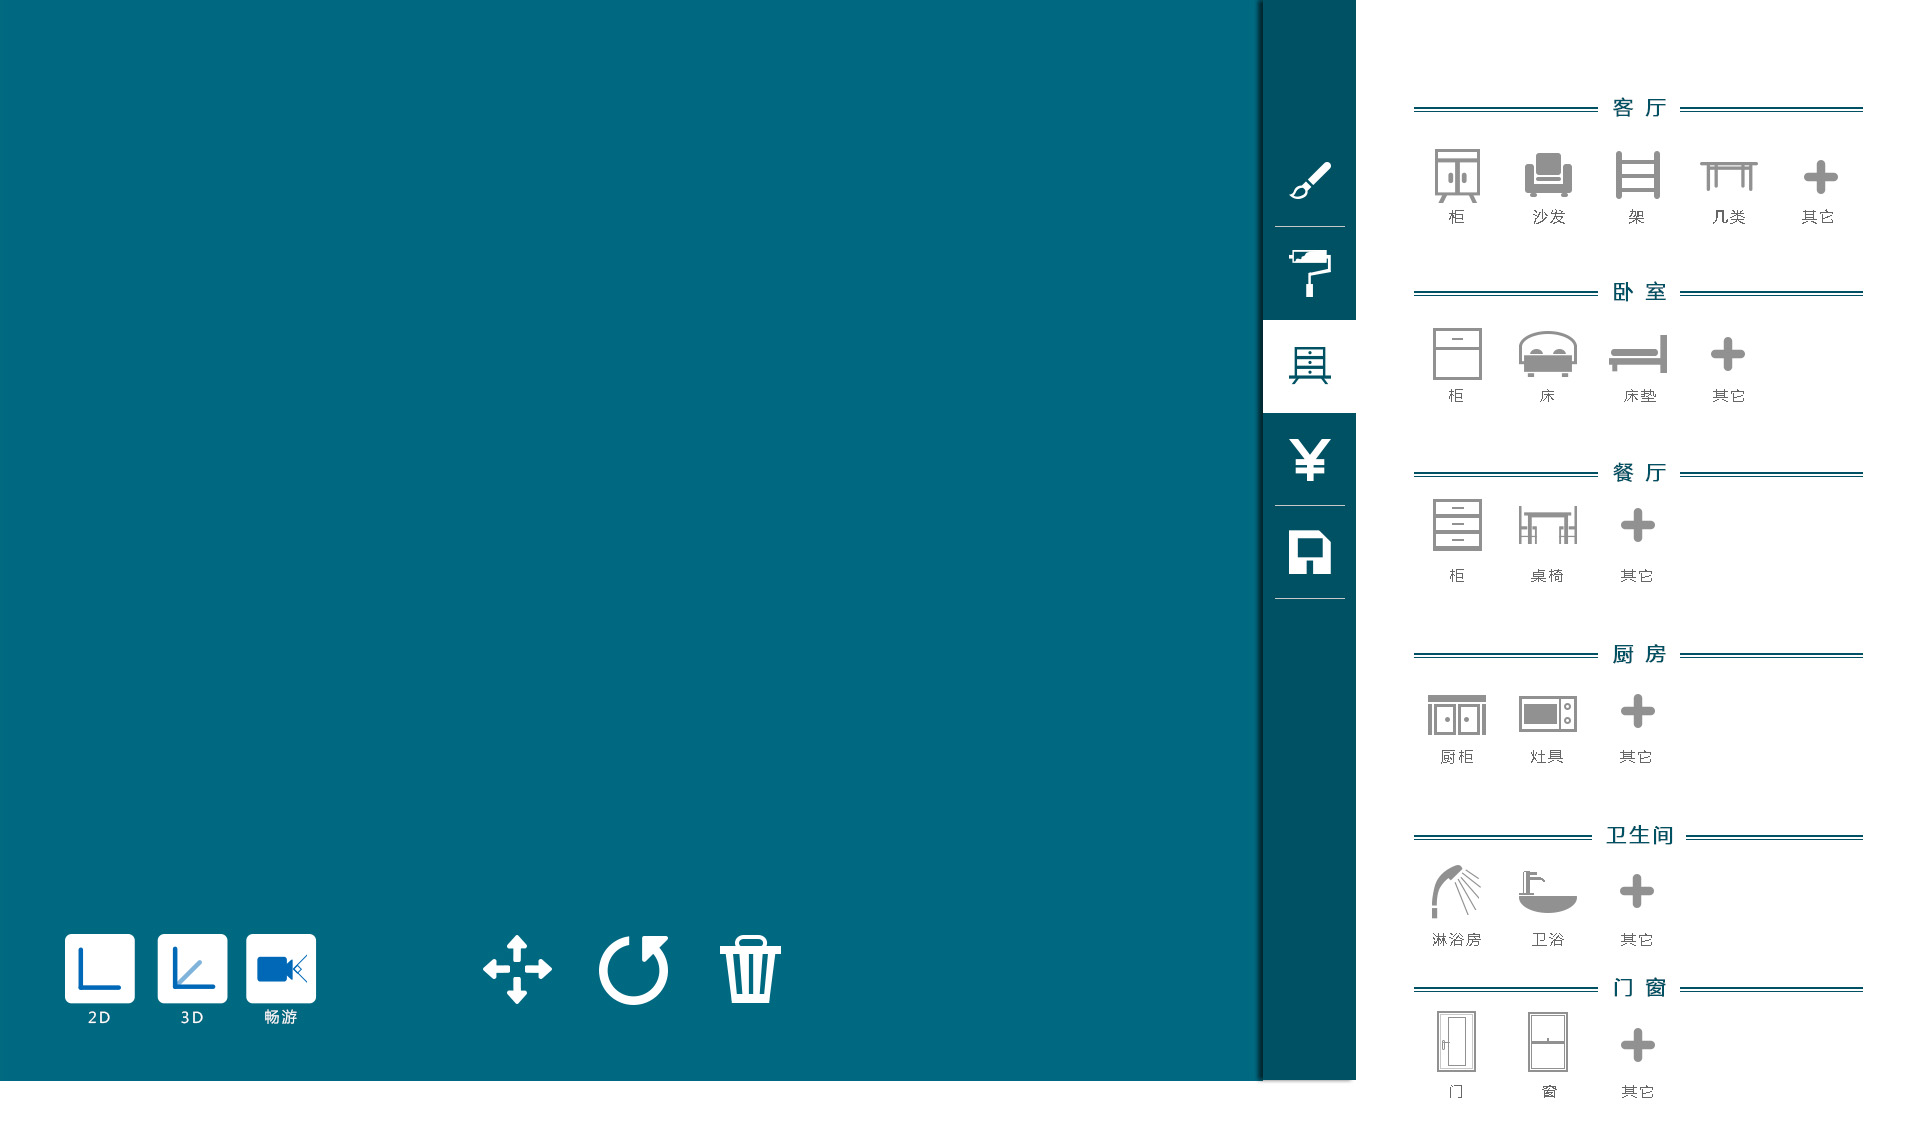 客 厅
柜 沙发 架 几类 其它
卧 室
柜 床 床垫 其它
餐 厅
柜 桌椅 其它
厨 房
厨柜 灶具 其它
卫生间
淋浴房 卫浴 其它
门 窗
门 窗 其它
2D 3D 畅游